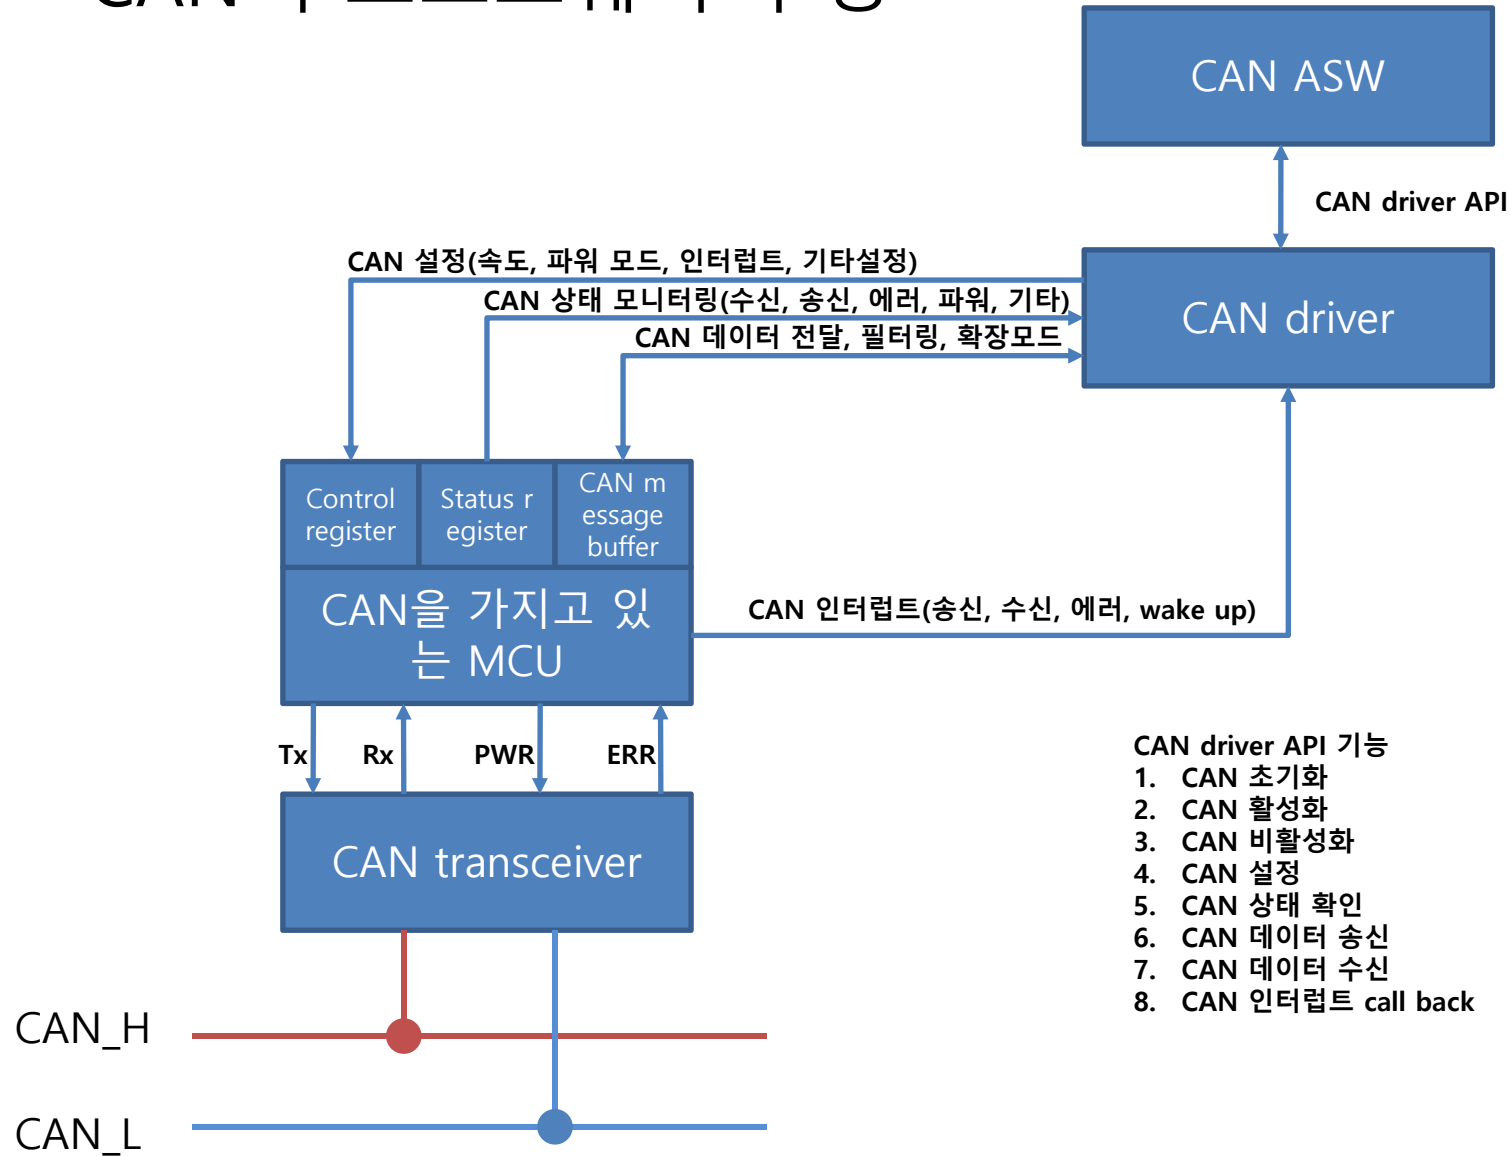 CAN
CAN ASW
CAN driver API
CAN 설정(속도, 파워 모드, 인터럽트, 기타설정)
CAN 상태 모니터링(수신, 송신, 에러, 파워, 기타)
CAN 데이터 전달, 필터링, 확장모드
CAN driver
Control
register
Status r
egister
CAN m
essage
buffer
CAN을 가지고 있
는 MCU
CAN 인터럽트(송신, 수신, 에러, wake up)
Tx
Rx
PWR
ERR
CAN transceiver
CAN driver API 기능
1. CAN 초기화
2. CAN 활성화
3. CAN 비활성화
4. CAN 설정
5. CAN 상태 확인
6. CAN 데이터 송신
7. CAN 데이터 수신
8. CAN 인터럽트 call back
CAN_H
CAN_L